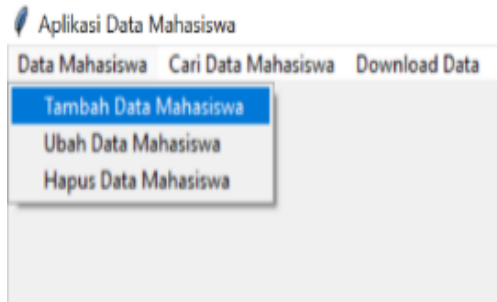 Aplikasi Data Mahasiswa
Data Mahasiswa Cari Data Mahasiswa Download Data
Tambah Data Mahasiswa
Ubah Data Mahasiswa
Hapus Data Mahasiswa